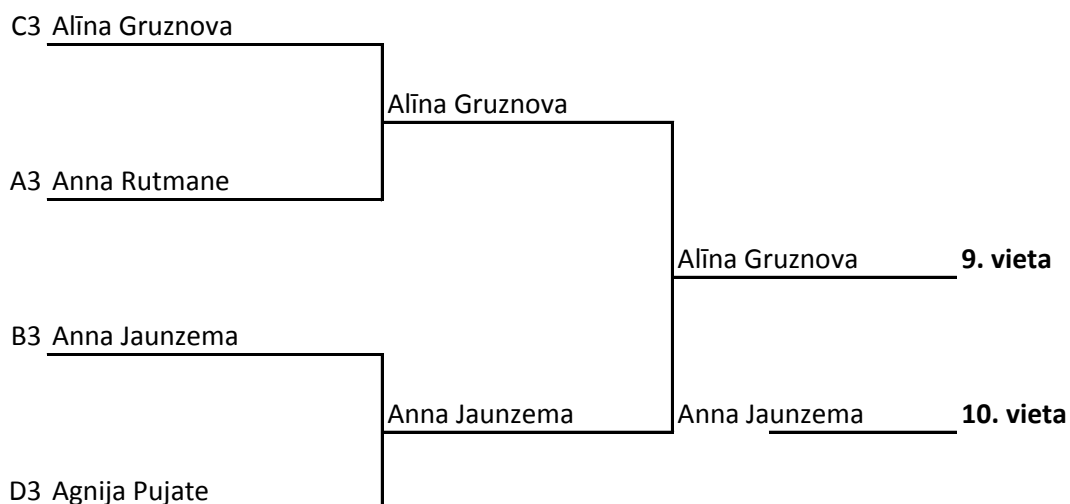 C3 Alīna Gruznova
Alīna Gruznova
A3 Anna Rutmane
Alīna Gruznova 9. vieta
B3 Anna Jaunzema
Anna Jaunzema Anna Jaunzema 10. vieta
D3 Agnija Pujate